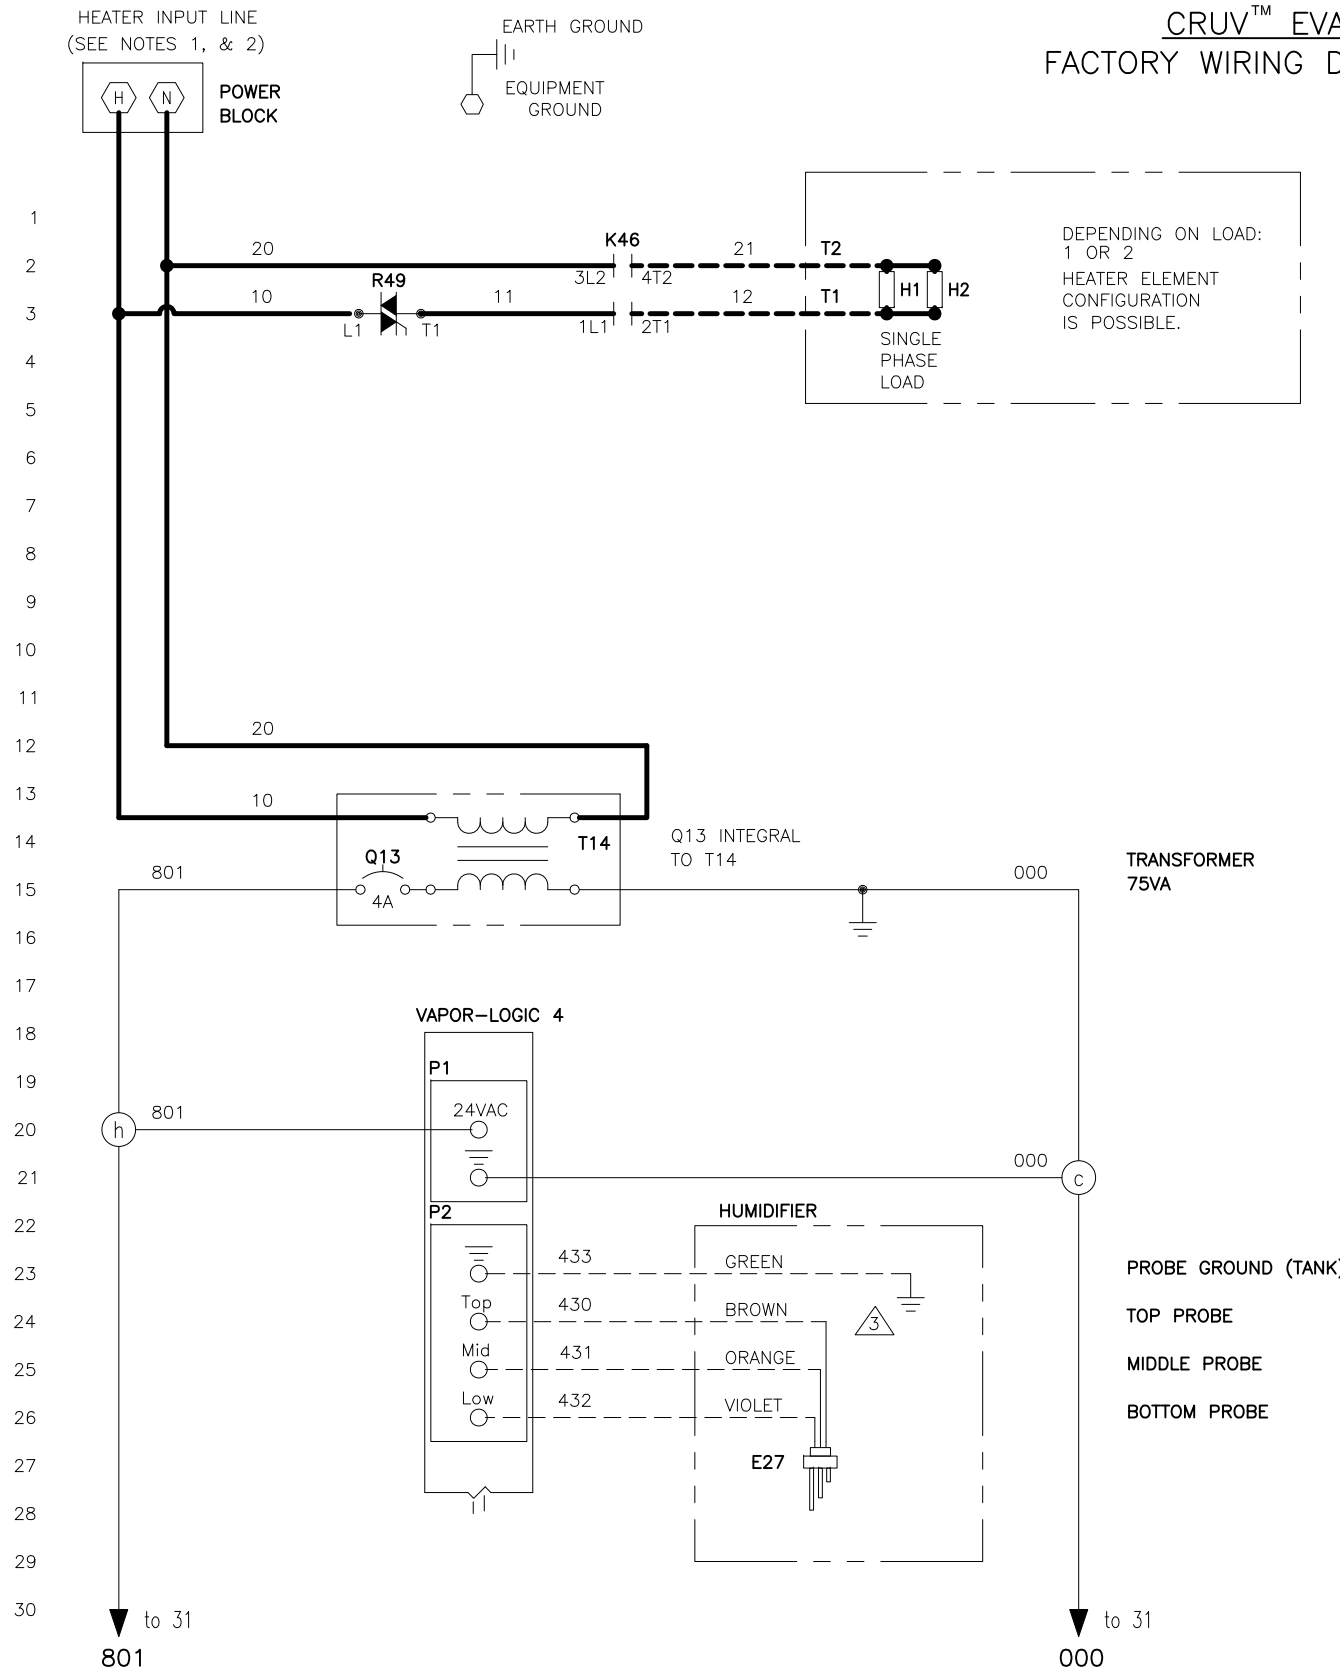 HEATER INPUT LINE
(SEE NOTES 1, & 2)
H
N
POWER
BLOCK
EARTH GROUND
EQUIPMENT
GROUND
CRUV™ EVA
FACTORY WIRING D
1
2
20
K46
3L2
4T2
21
T2
R49
3
10
L1
T1
11
1L1
2T1
12
T1
H1
H2
DEPENDING ON LOAD:
1 OR 2
HEATER ELEMENT
CONFIGURATION
IS POSSIBLE.
SINGLE
PHASE
LOAD
4
5
6
7
8
9
10
11
12
20
13
10
14
T14
Q13 INTEGRAL
TO T14
Q13
4A
15
801
000
TRANSFORMER
75VA
16
17
18
VAPOR-LOGIC 4
19
P1
20
h
801
24VAC
21
000
c
22
P2
HUMIDIFIER
23
433
GREEN
PROBE GROUND (TANK)
24
Top
430
BROWN
3
TOP PROBE
25
Mid
431
ORANGE
MIDDLE PROBE
26
Low
432
VIOLET
BOTTOM PROBE
27
E27
28
29
30
to 31
801
to 31
000